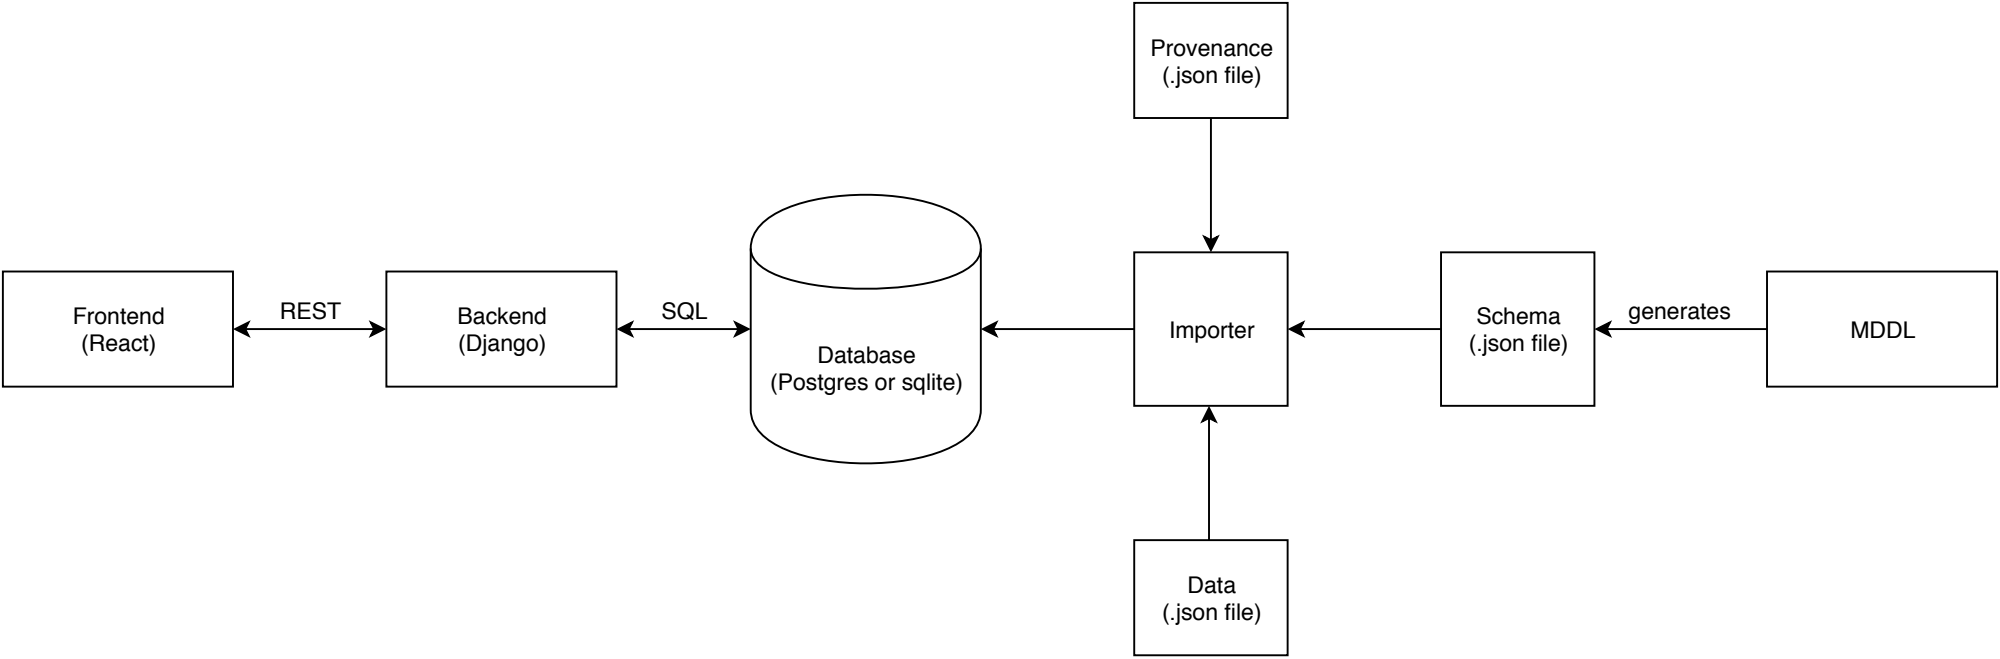 Provenance
(.json file)
Frontend
(React)
REST
Backend
(Django)
SQL
Database
(Postgres or sqlite)
Importer
Schema
(.json file)
generates
MDDL
Data
(.json file)